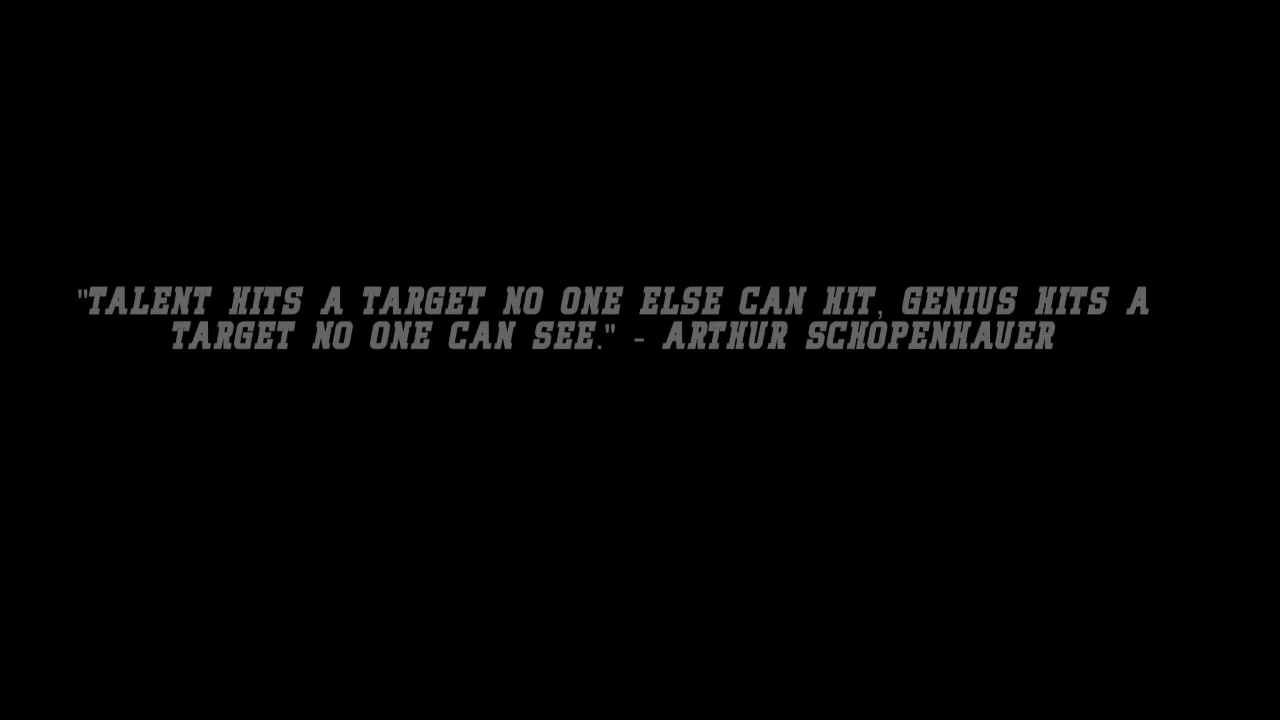 "TALENT HITS A TARGET NO ONE ELSE CAN HIT, GENIUS HITS A
TARGET NO ONE CAN SEE." - ARTHUR SCHOPENHAUER